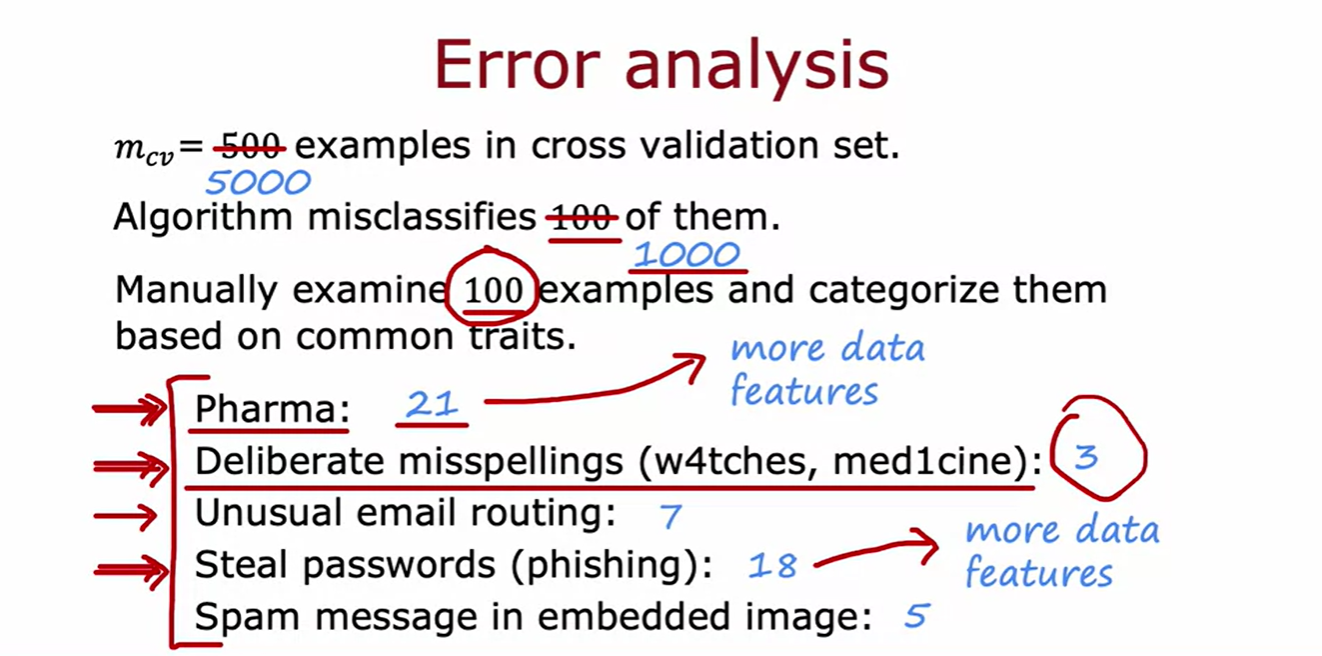 Error analysis
m_cv = 500 examples in cross validation set.
5000
Algorithm misclassifies 100 of them.
1000
Manually examine 100 examples and categorize them
based on common traits.
more data
features
Pharma: 21
Deliberate misspellings (w4tches, med1cine): 3
Unusual email routing: 7
more data
features
Steal passwords (phishing): 18
Spam message in embedded image: 5